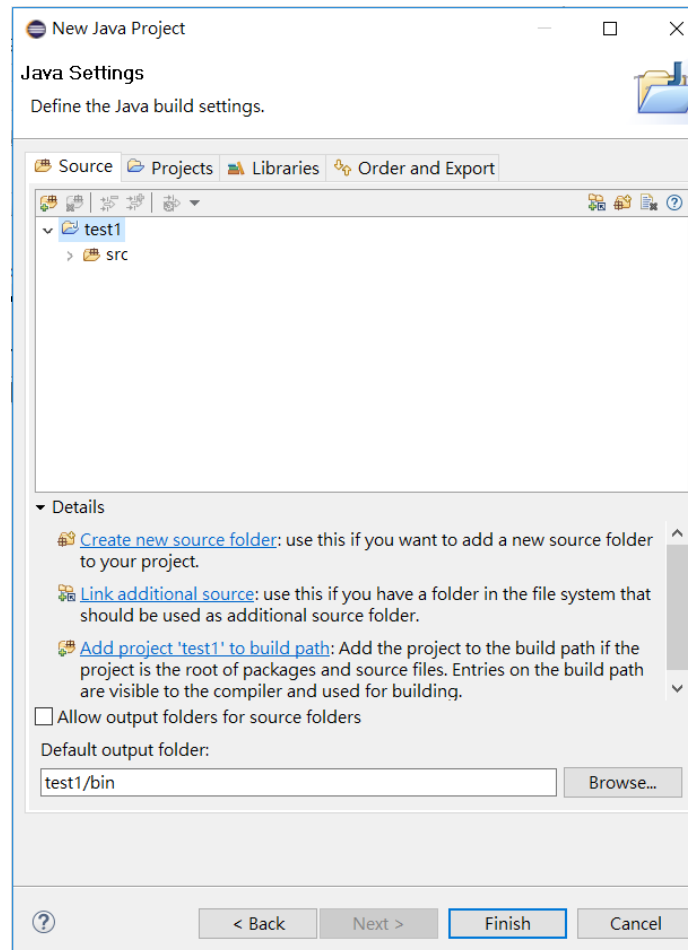 New Java Project
Java Settings
Define the Java build settings.
Source Projects Libraries Order and Export
test1
src
Details
Create new source folder: use this if you want to add a new source folder
to your project.
Link additional source: use this if you have a folder in the file system that
should be used as additional source folder.
Add project 'test1' to build path: Add the project to the build path if the
project is the root of packages and source files. Entries on the build path
are visible to the compiler and used for building.
Allow output folders for source folders
Default output folder:
test1/bin
Browse...
< Back Next > Finish Cancel